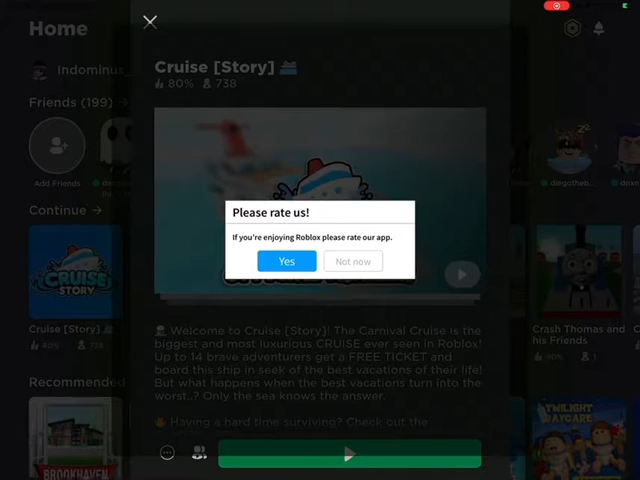 Home
Indominus_
Friends (199) →
Add Friends
diegotheb...
Continue →
CRUISE
STORY
Cruise [Story]
80% 738
Cruise [Story] 🚢
80% 738
Please rate us!
If you're enjoying Roblox please rate our app.
Yes
Not now
Welcome to Cruise [Story]! The Carnival Cruise is the
biggest and most luxurious CRUISE ever seen in Roblox!
Up to 14 brave adventurers get a FREE TICKET and
board this ship in seek of the best vacations of their life!
But what happens when the best vacations turn into the
worst..? Only the sea knows the answer.
🔥 Having a hard time surviving? Check out the
Crash Thomas and
his Friends
90% 1
Recommended
BROOKHAVEN
TWILIGHT
DAYCARE